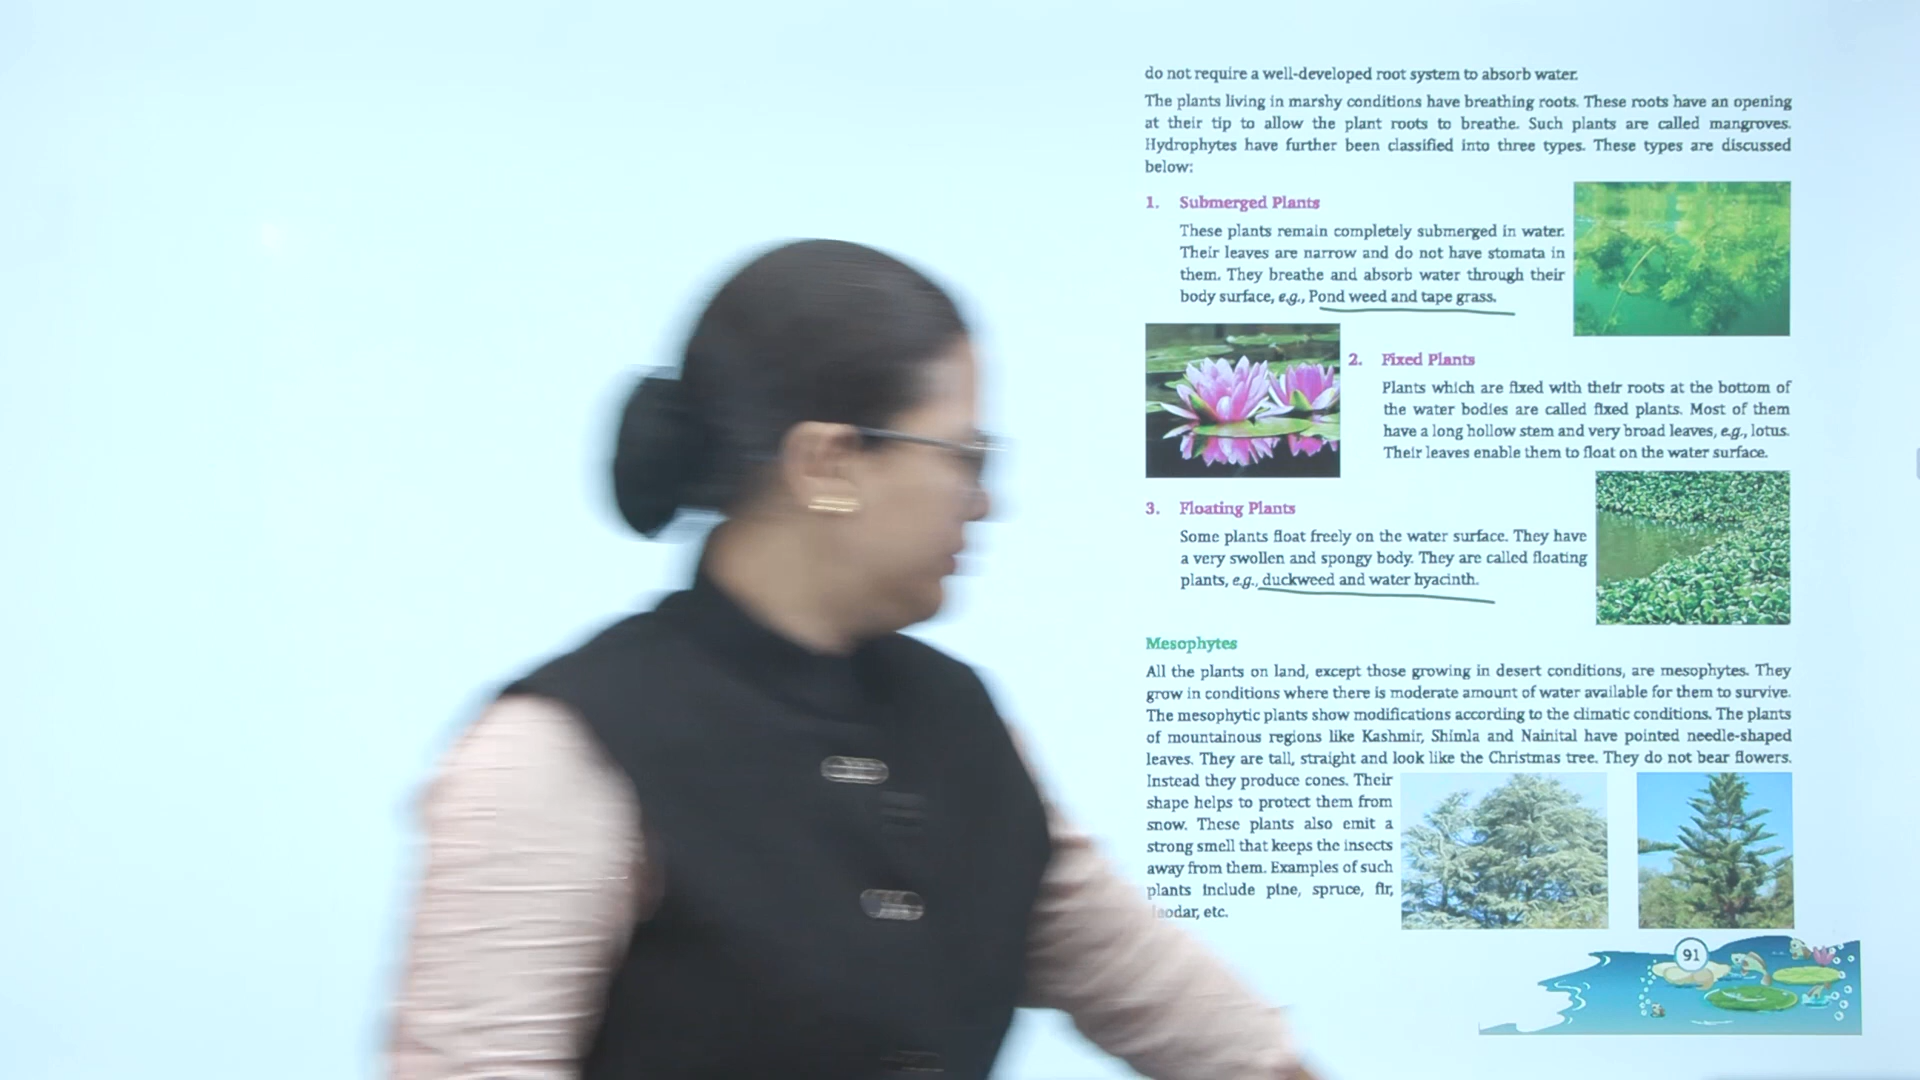 do not require a well-developed root system to absorb water.
The plants living in marshy conditions have breathing roots. These roots have an opening
at their tip to allow the plant roots to breathe. Such plants are called mangroves.
Hydrophytes have further been classified into three types. These types are discussed
below:
1. Submerged Plants
These plants remain completely submerged in water.
Their leaves are narrow and do not have stomata in
them. They breathe and absorb water through their
body surface, e.g., Pond weed and tape grass.
2. Fixed Plants
Plants which are fixed with their roots at the bottom of
the water bodies are called fixed plants. Most of them
have a long hollow stem and very broad leaves, e.g., lotus.
Their leaves enable them to float on the water surface.
3. Floating Plants
Some plants float freely on the water surface. They have
a very swollen and spongy body. They are called floating
plants, e.g., duckweed and water hyacinth.
Mesophytes
All the plants on land, except those growing in desert conditions, are mesophytes. They
grow in conditions where there is moderate amount of water available for them to survive.
The mesophytic plants show modifications according to the climatic conditions. The plants
of mountainous regions like Kashmir, Shimla and Nainital have pointed needle-shaped
leaves. They are tall, straight and look like the Christmas tree. They do not bear flowers.
Instead they produce cones. Their
shape helps to protect them from
snow. These plants also emit a
strong smell that keeps the insects
away from them. Examples of such
plants include pine, spruce, fir,
etc.
91